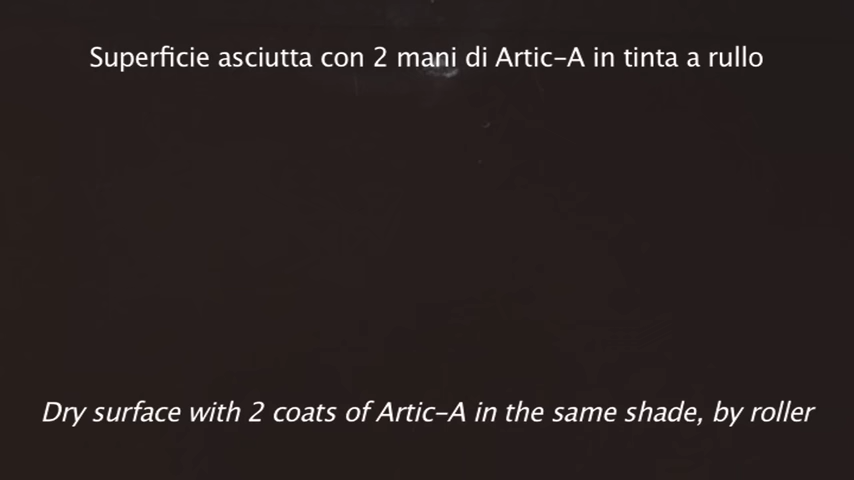 Superficie asciutta con 2 mani di Artic-A in tinta a rullo
Dry surface with 2 coats of Artic-A in the same shade, by roller